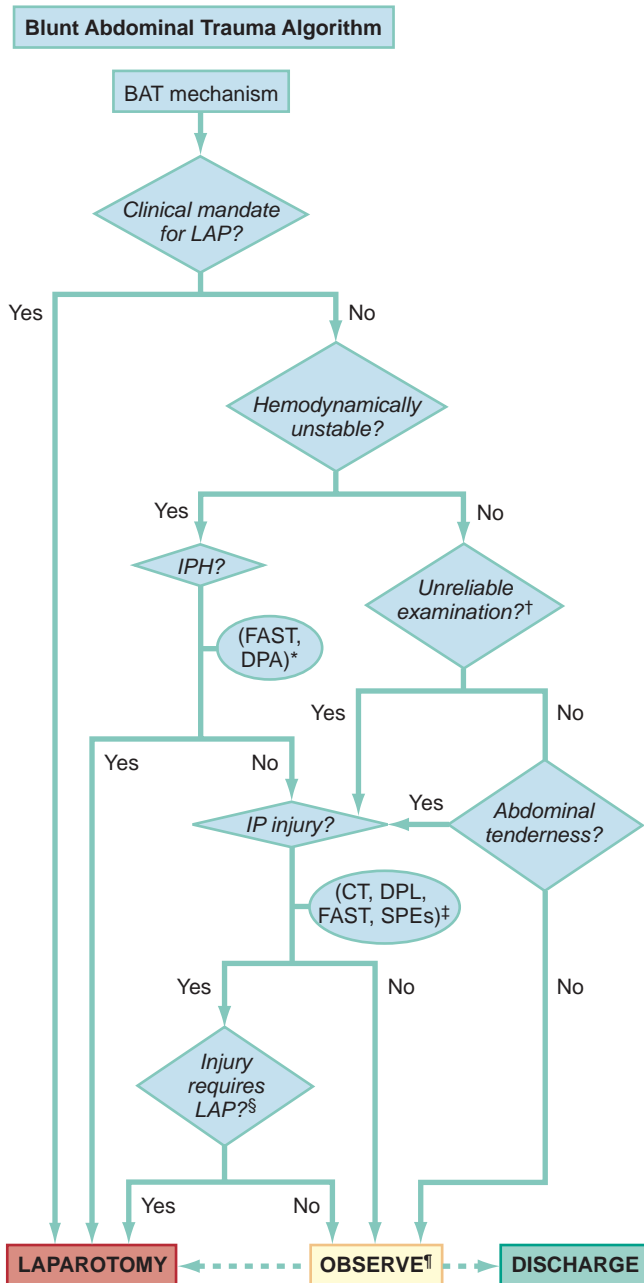 Blunt Abdominal Trauma Algorithm
BAT mechanism
Clinical mandate
for LAP?
Yes
No
Hemodynamically
unstable?
Yes
No
IPH?
Unreliable
examination?†
(FAST,
DPA)*
Yes
No
Yes
No
IP injury?
Yes
Abdominal
tenderness?
(CT, DPL,
FAST, SPEs)‡
Yes
No
No
Injury
requires
LAP?§
Yes
No
LAPAROTOMY
OBSERVE¶
DISCHARGE